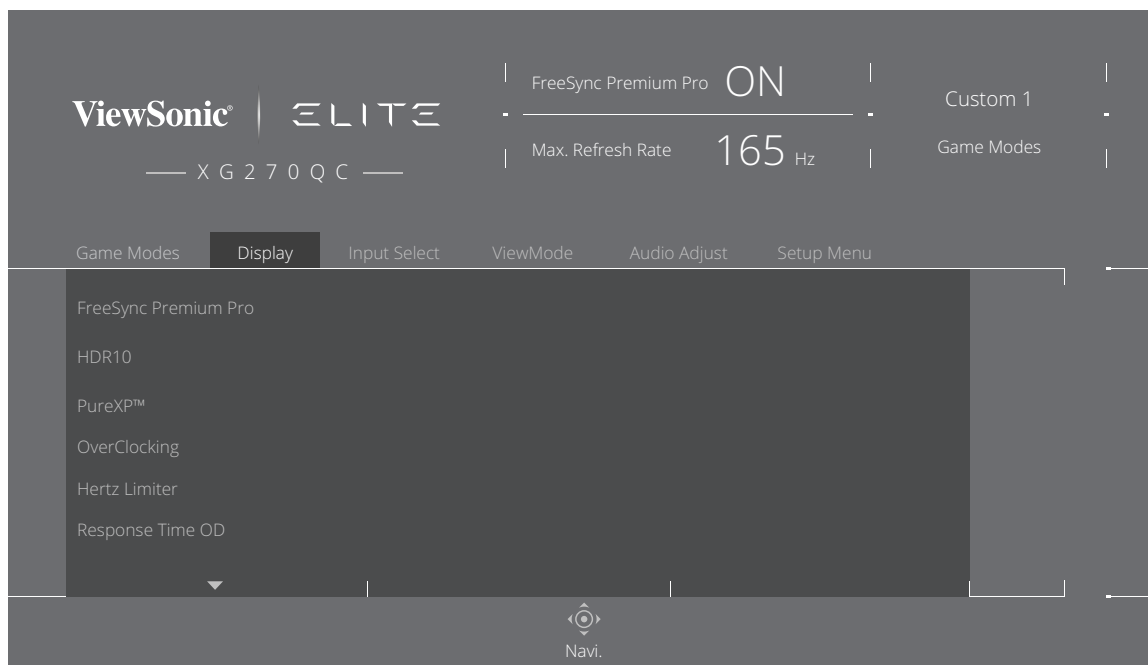 ViewSonic® ELITE
XG270QC
FreeSync Premium Pro ON
Max. Refresh Rate 165 Hz
Custom 1
Game Modes
Game Modes Display Input Select ViewMode Audio Adjust Setup Menu
FreeSync Premium Pro
HDR10
PureXP™
OverClocking
Hertz Limiter
Response Time OD
Navi.